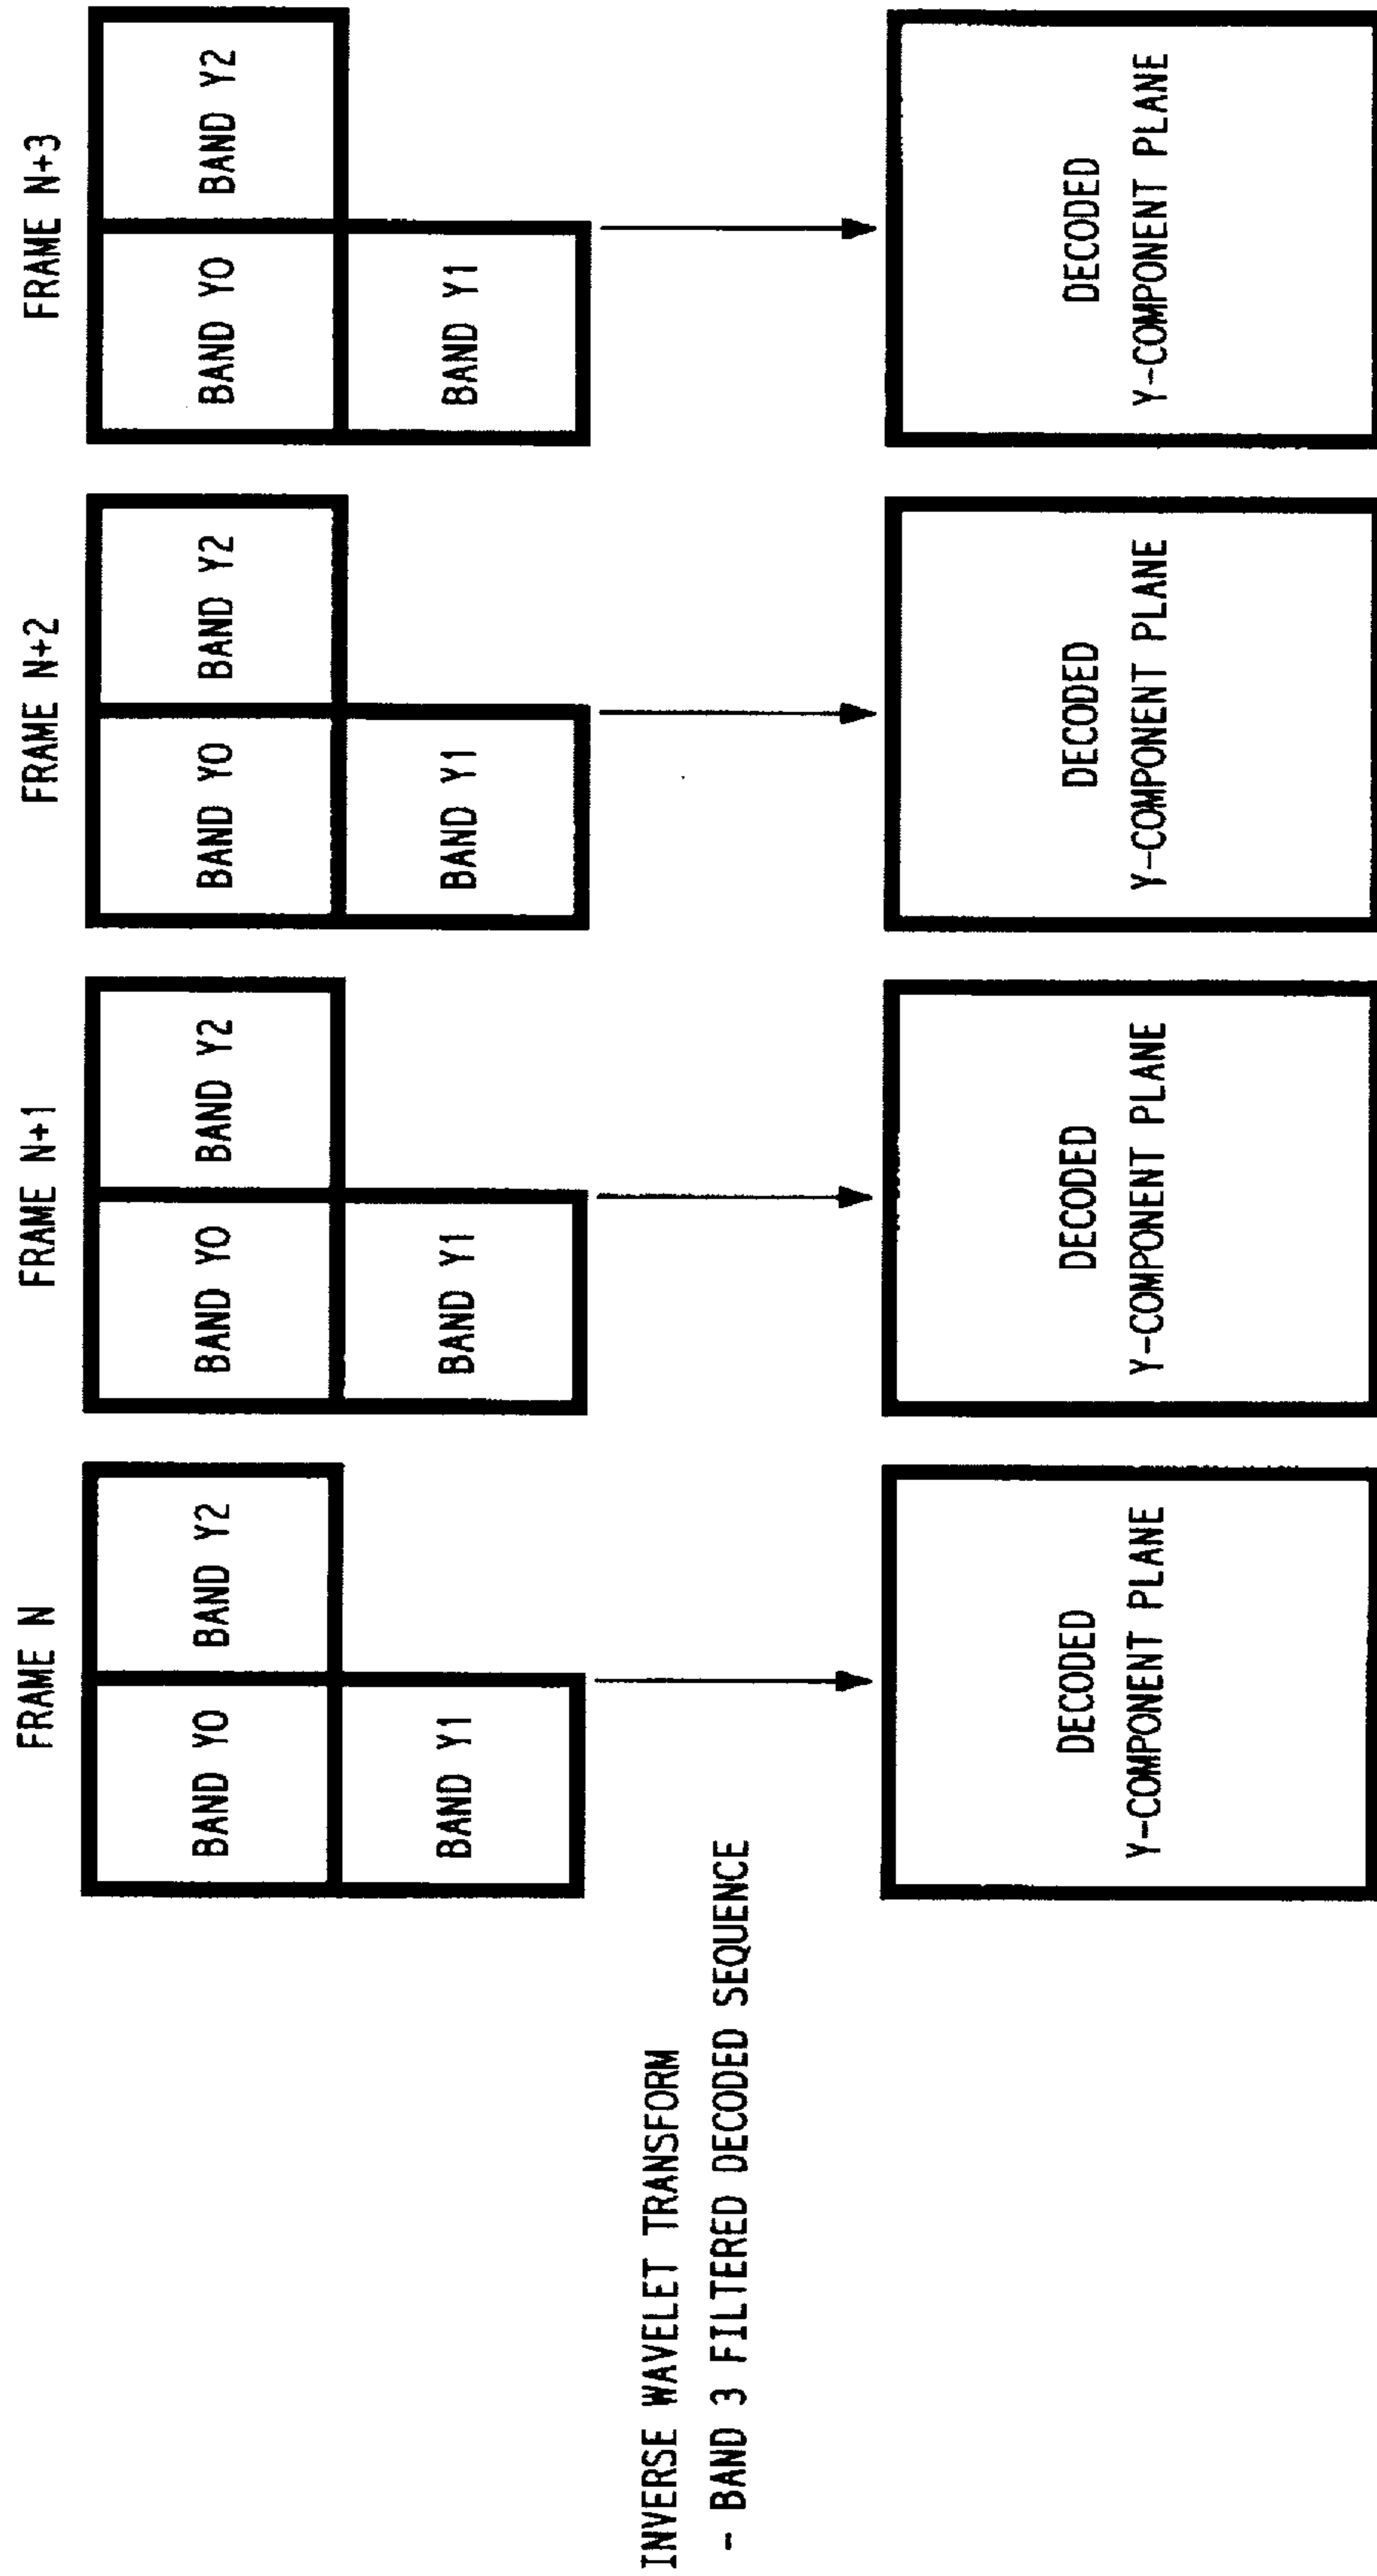 FRAME N
FRAME N+1
FRAME N+2
FRAME N+3
BAND Y0
BAND Y2
BAND Y0
BAND Y2
BAND Y0
BAND Y2
BAND Y0
BAND Y2
BAND Y1
BAND Y1
BAND Y1
BAND Y1
INVERSE WAVELET TRANSFORM
- BAND 3 FILTERED DECODED SEQUENCE
DECODED
Y-COMPONENT PLANE
DECODED
Y-COMPONENT PLANE
DECODED
Y-COMPONENT PLANE
DECODED
Y-COMPONENT PLANE